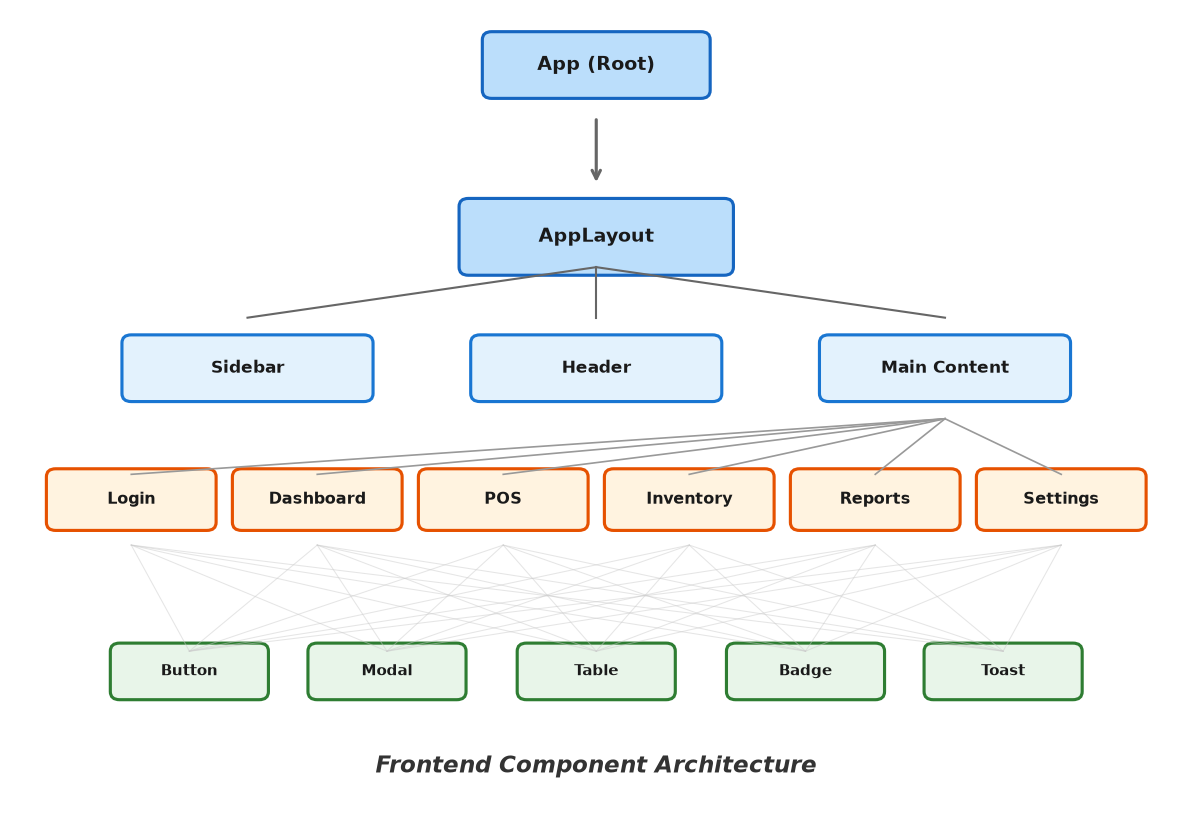 App (Root)
AppLayout
Sidebar
Header
Main Content
Login
Dashboard
POS
Inventory
Reports
Settings
Button
Modal
Table
Badge
Toast
Frontend Component Architecture